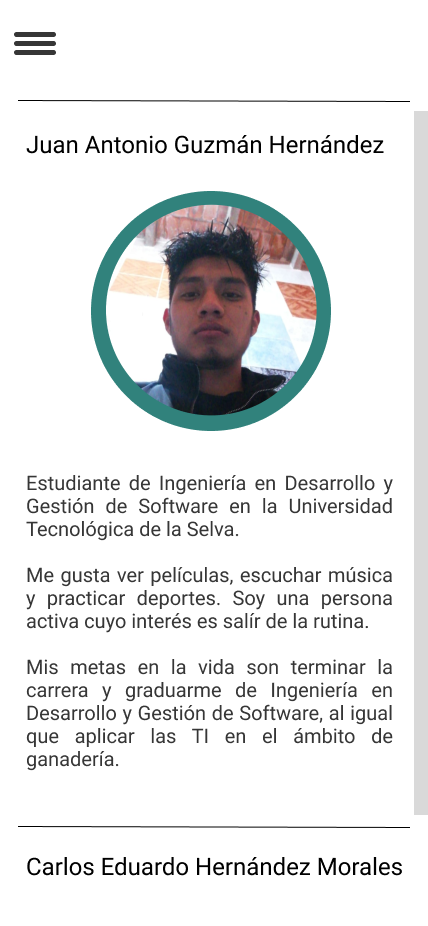 Juan Antonio Guzmán Hernández
Estudiante de Ingeniería en Desarrollo y
Gestión de Software en la Universidad
Tecnológica de la Selva.
Me gusta ver películas, escuchar música
y practicar deportes. Soy una persona
activa cuyo interés es salír de la rutina.
Mis metas en la vida son terminar la
carrera y graduarme de Ingeniería en
Desarrollo y Gestión de Software, al igual
que aplicar las TI en el ámbito de
ganadería.
Carlos Eduardo Hernández Morales